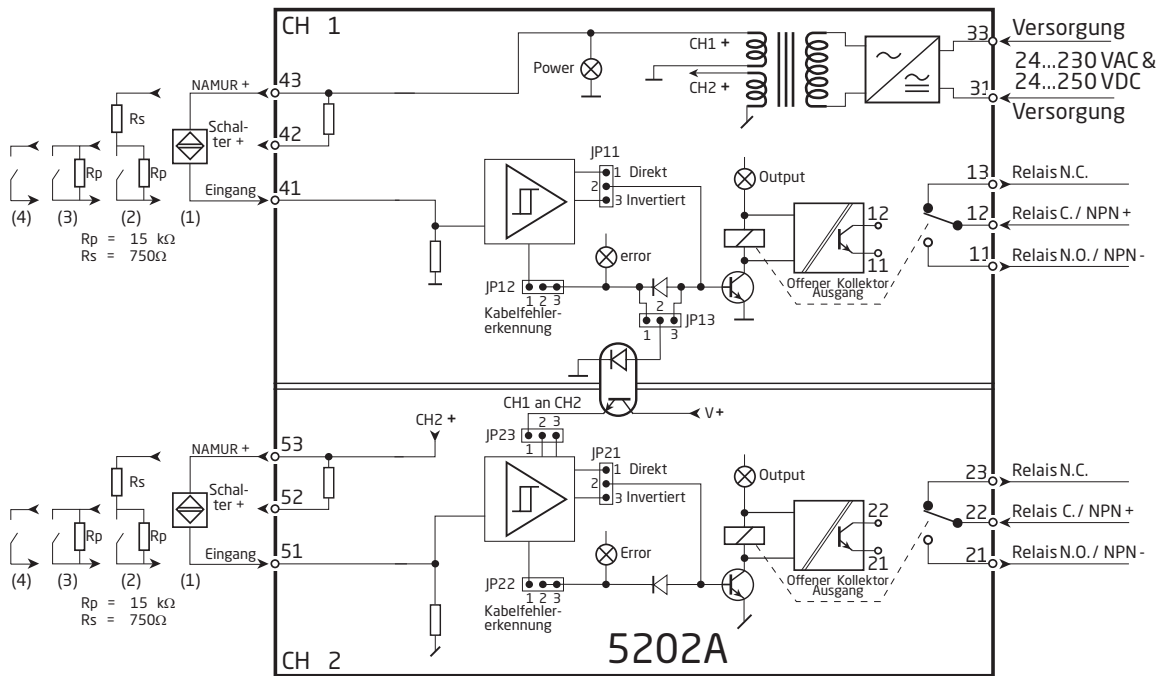 CH 1
33
Versorgung
24...230 VAC &
24...250 VDC
31
Versorgung
CH1 +
CH2 +
Power
NAMUR +
43
Rs
Schal-
ter +
42
Rp
Rp
Eingang
41
(4)
(3)
(2)
(1)
Rp = 15 kΩ
Rs = 750Ω
JP11
1 Direkt
2
3 Invertiert
Output
error
12
11
Offener Kollektor
Ausgang
13
Relais N.C.
12
Relais C./ NPN +
11
Relais N.O./ NPN -
JP12
1 2 3
Kabelfehler-
erkennung
2
1
3
JP13
CH1 an CH2
V+
JP23
2 3
1
CH2 +
NAMUR +
53
Rs
Schal-
ter +
52
Rp
Rp
Eingang
51
(4)
(3)
(2)
(1)
Rp = 15 kΩ
Rs = 750Ω
JP21
1 Direkt
2
3 Invertiert
Output
Error
22
21
Offener Kollektor
Ausgang
23
Relais N.C.
22
Relais C./ NPN +
21
Relais N.O./ NPN -
JP22
1 2 3
Kabelfehler-
erkennung
CH 2
5202A